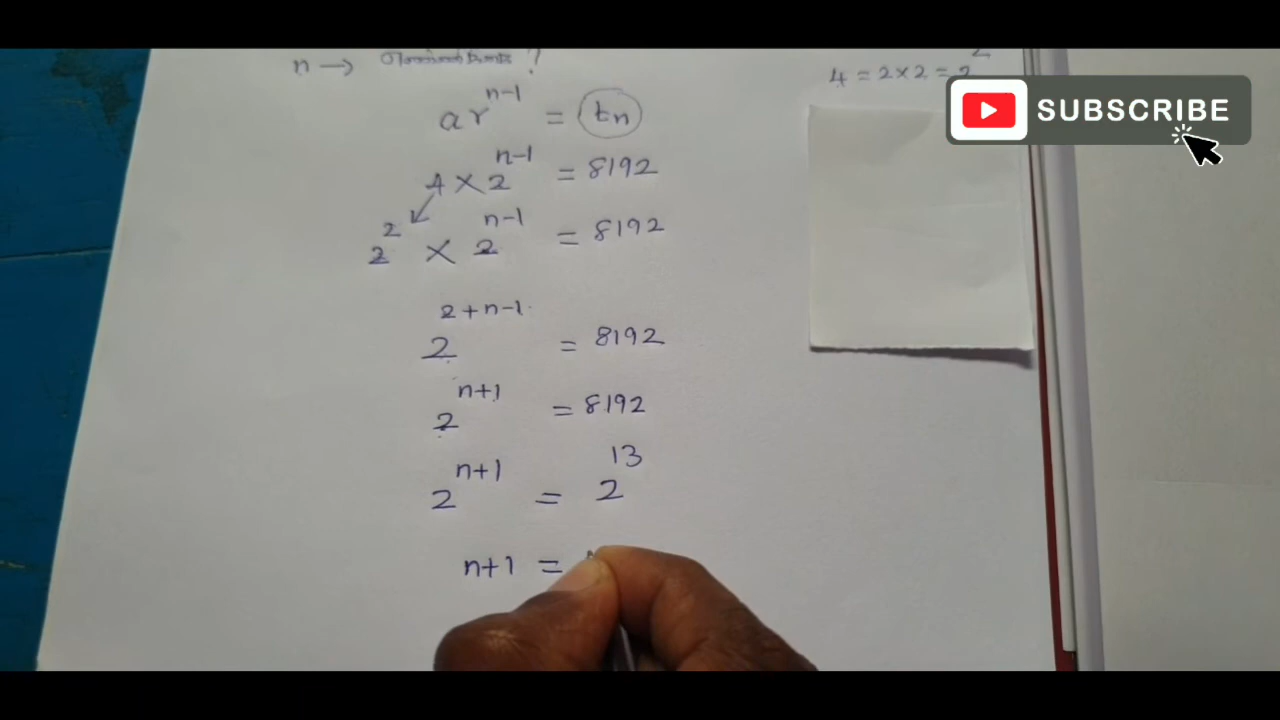 n →            ?
4 = 2×2 = 2²
SUBSCRIBE
arⁿ⁻¹ = tn
4 × 2ⁿ⁻¹ = 8192
2² × 2ⁿ⁻¹ = 8192
2²⁺ⁿ⁻¹ = 8192
2ⁿ⁺¹ = 8192
2ⁿ⁺¹ = 2¹³
n+1 =